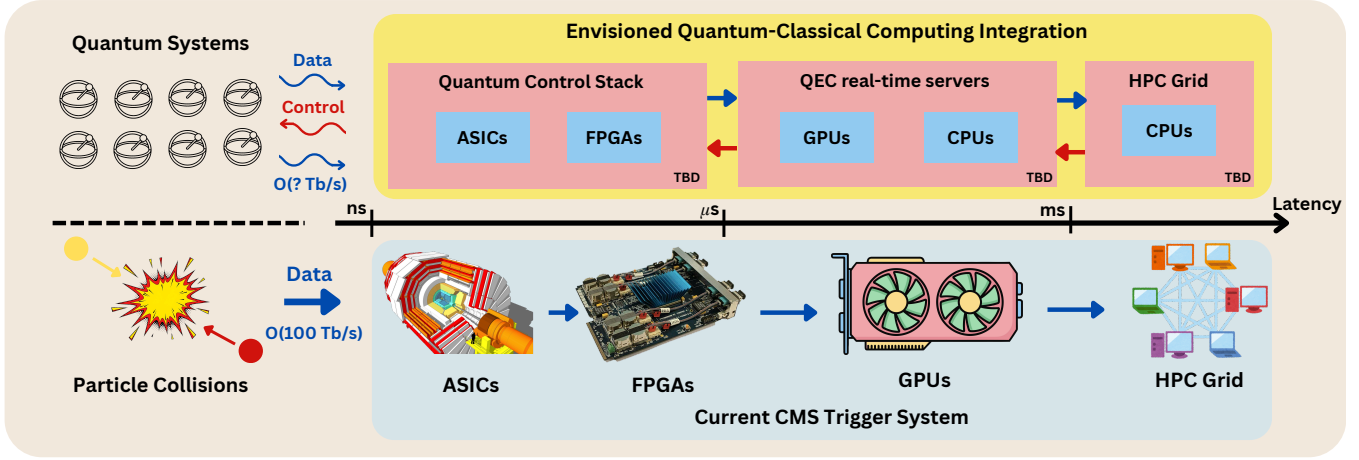 Quantum Systems
Data
Control
O(? Tb/s)
Envisioned Quantum-Classical Computing Integration
Quantum Control Stack
ASICs
FPGAs
TBD
QEC real-time servers
GPUs
CPUs
TBD
HPC Grid
CPUs
TBD
ns
μs
ms
Latency
Data
O(100 Tb/s)
Particle Collisions
ASICs
FPGAs
GPUs
HPC Grid
Current CMS Trigger System